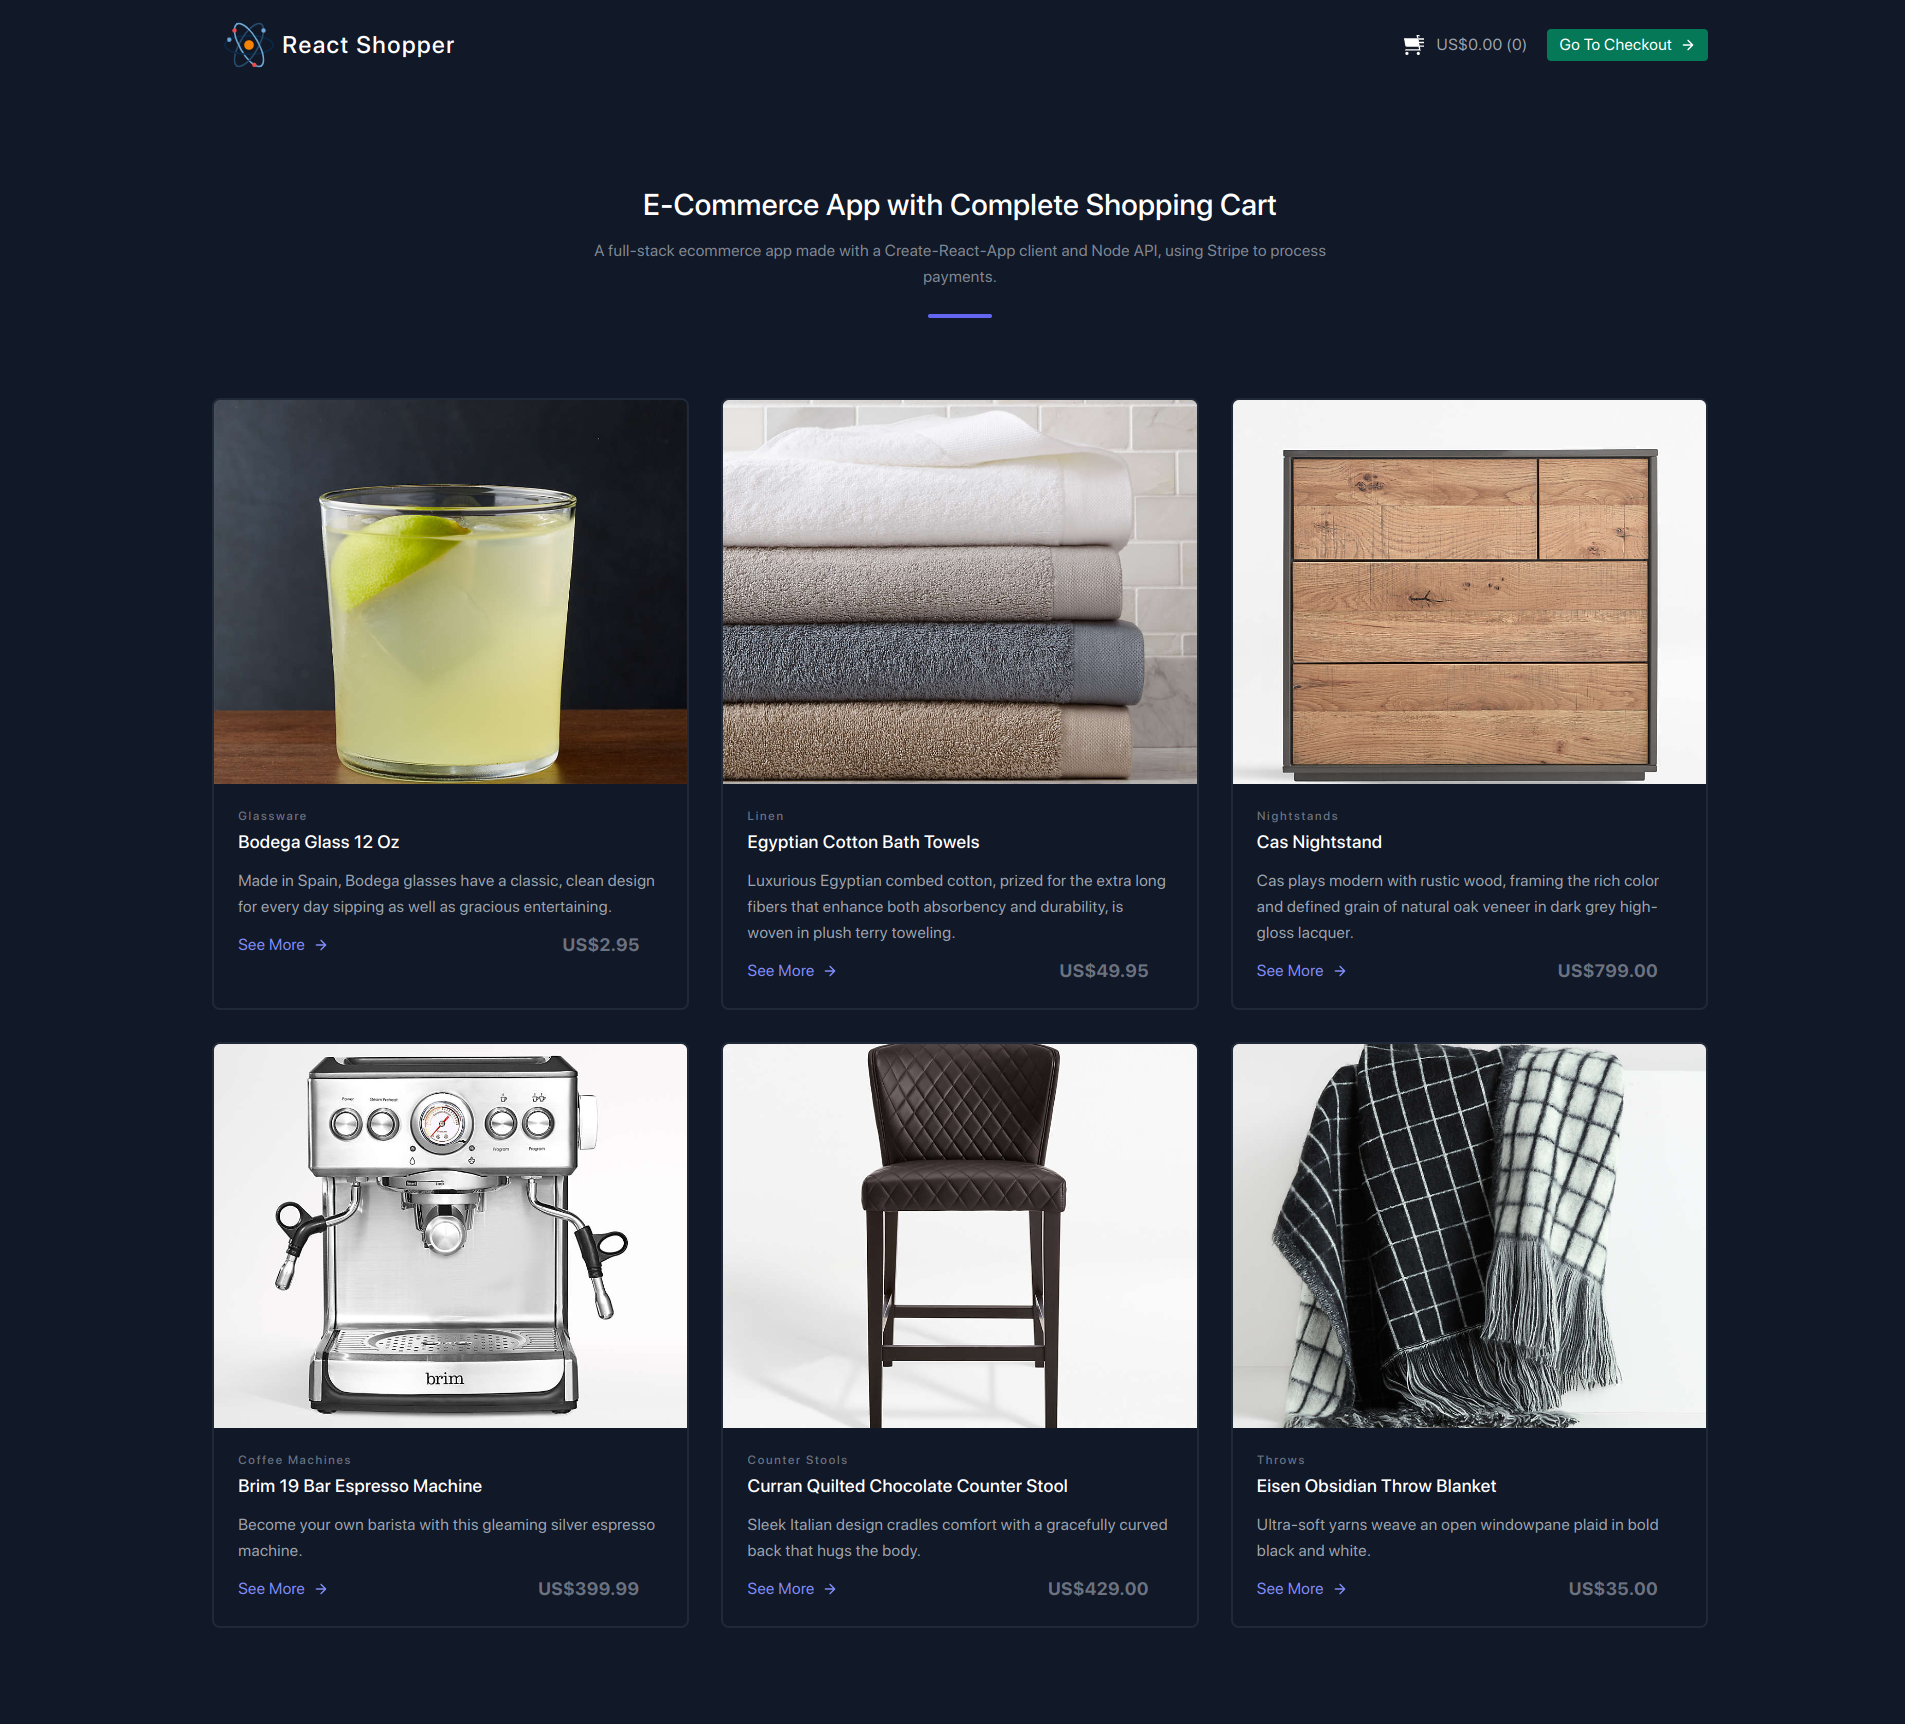 React Shopper
US$0.00 (0)
Go To Checkout →
E-Commerce App with Complete Shopping Cart
A full-stack ecommerce app made with a Create-React-App client and Node API, using Stripe to process
payments.
Glassware
Bodega Glass 12 Oz
Made in Spain, Bodega glasses have a classic, clean design
for every day sipping as well as gracious entertaining.
See More →
US$2.95
Linen
Egyptian Cotton Bath Towels
Luxurious Egyptian combed cotton, prized for the extra long
fibers that enhance both absorbency and durability, is
woven in plush terry toweling.
See More →
US$49.95
Nightstands
Cas Nightstand
Cas plays modern with rustic wood, framing the rich color
and defined grain of natural oak veneer in dark grey high-
gloss lacquer.
See More →
US$799.00
Power
Steam Preheat
Program
Program
brim
Coffee Machines
Brim 19 Bar Espresso Machine
Become your own barista with this gleaming silver espresso
machine.
See More →
US$399.99
Counter Stools
Curran Quilted Chocolate Counter Stool
Sleek Italian design cradles comfort with a gracefully curved
back that hugs the body.
See More →
US$429.00
Throws
Eisen Obsidian Throw Blanket
Ultra-soft yarns weave an open windowpane plaid in bold
black and white.
See More →
US$35.00